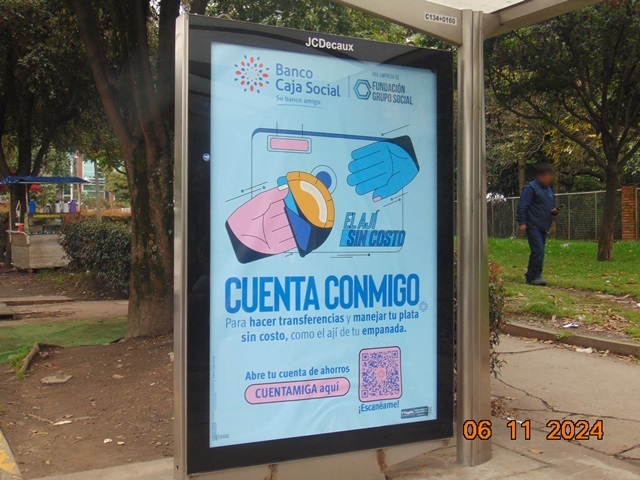 C134+0160
JCDecaux
Banco
Caja Social
Su banco amigo.
UNA EMPRESA DE
FUNDACIÓN
GRUPO SOCIAL
EL AJÍ
SIN COSTO
CUENTA CONMIGO
Para hacer transferencias y manejar tu plata
sin costo, como el ají de tu empanada.
Abre tu cuenta de ahorros
CUENTAMIGA aquí
¡Escanéame!
06 11 2024